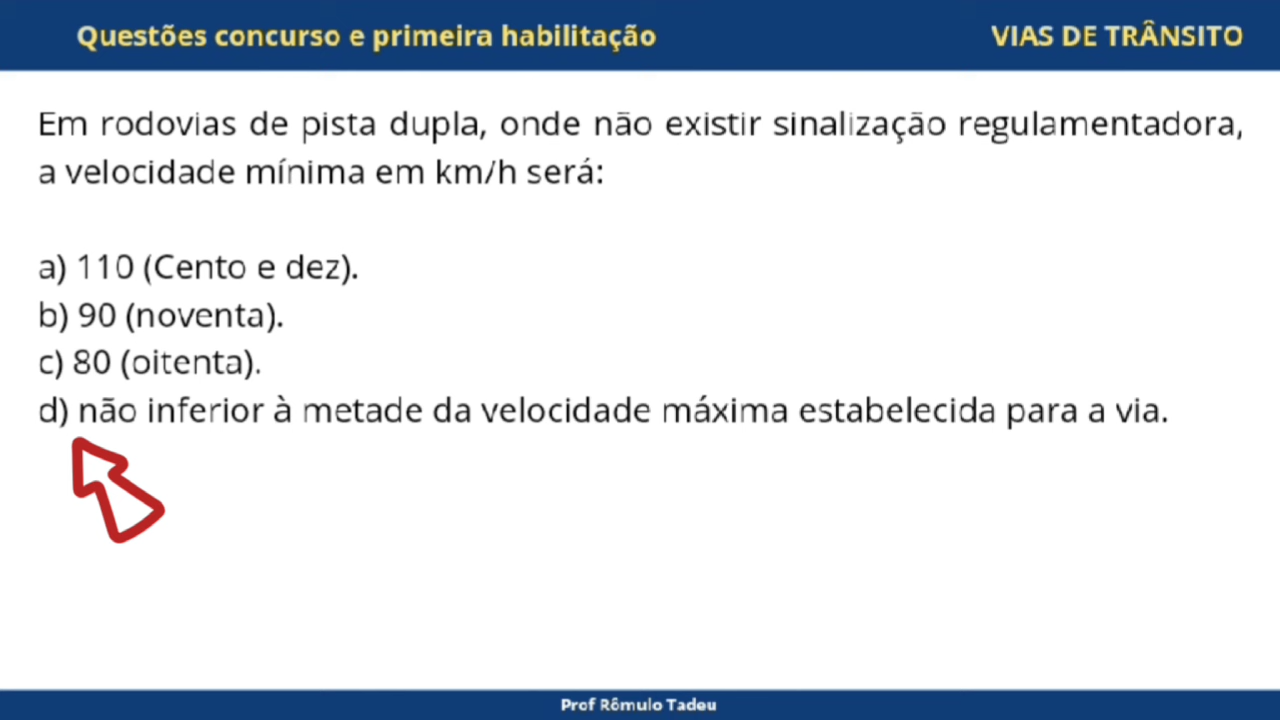 Questões concurso e primeira habilitação
VIAS DE TRÂNSITO
Em rodovias de pista dupla, onde não existir sinalização regulamentadora,
a velocidade mínima em km/h será:
a) 110 (Cento e dez).
b) 90 (noventa).
c) 80 (oitenta).
d) não inferior à metade da velocidade máxima estabelecida para a via.
Prof Rômulo Tadeu